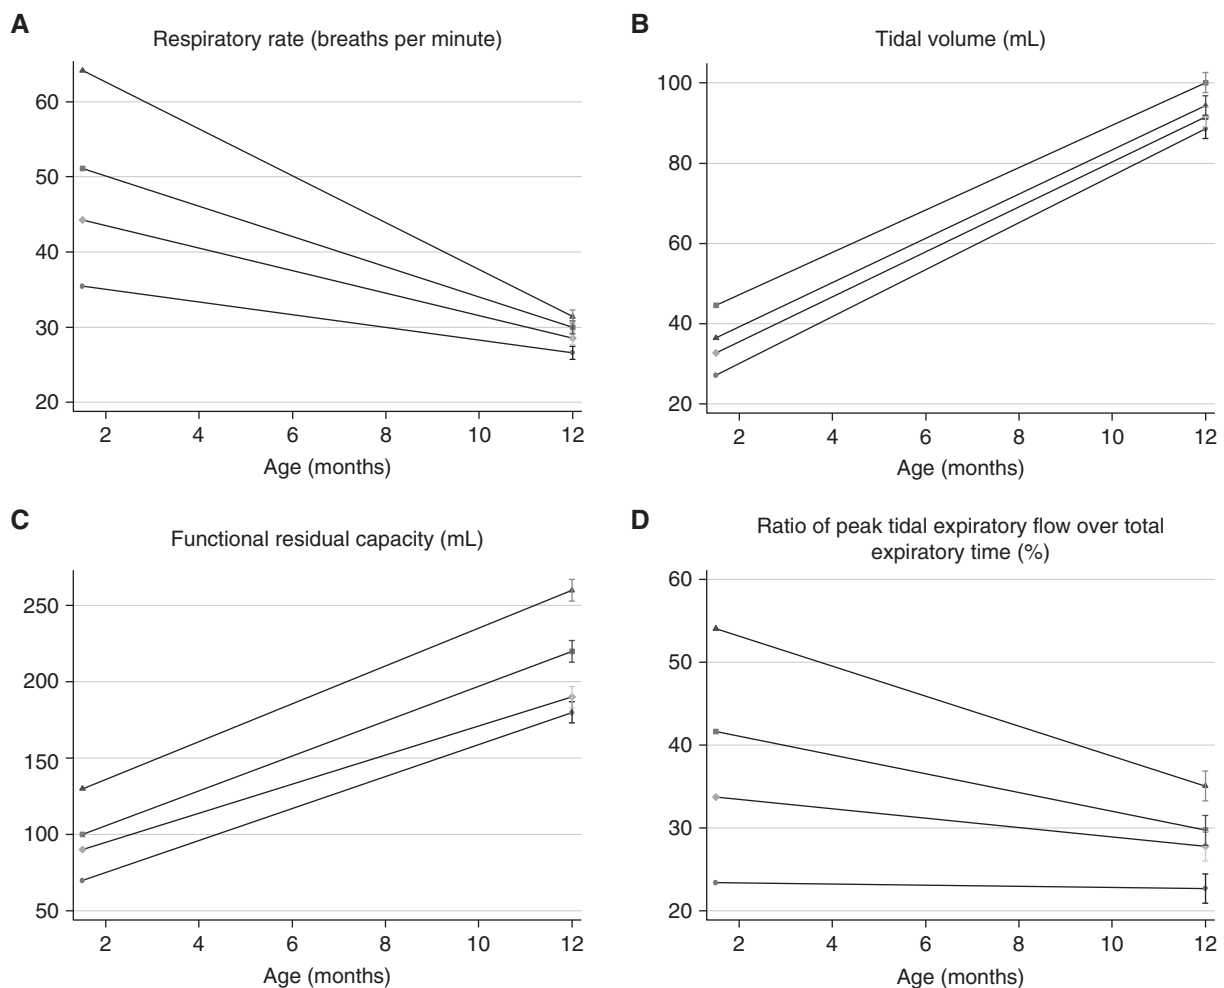 A
Respiratory rate (breaths per minute)
60
50
40
30
20
2 4 6 8 10 12
Age (months)
B
Tidal volume (mL)
100
80
60
40
20
2 4 6 8 10 12
Age (months)
C
Functional residual capacity (mL)
250
200
150
100
50
2 4 6 8 10 12
Age (months)
D
Ratio of peak tidal expiratory flow over total
expiratory time (%)
60
50
40
30
20
2 4 6 8 10 12
Age (months)